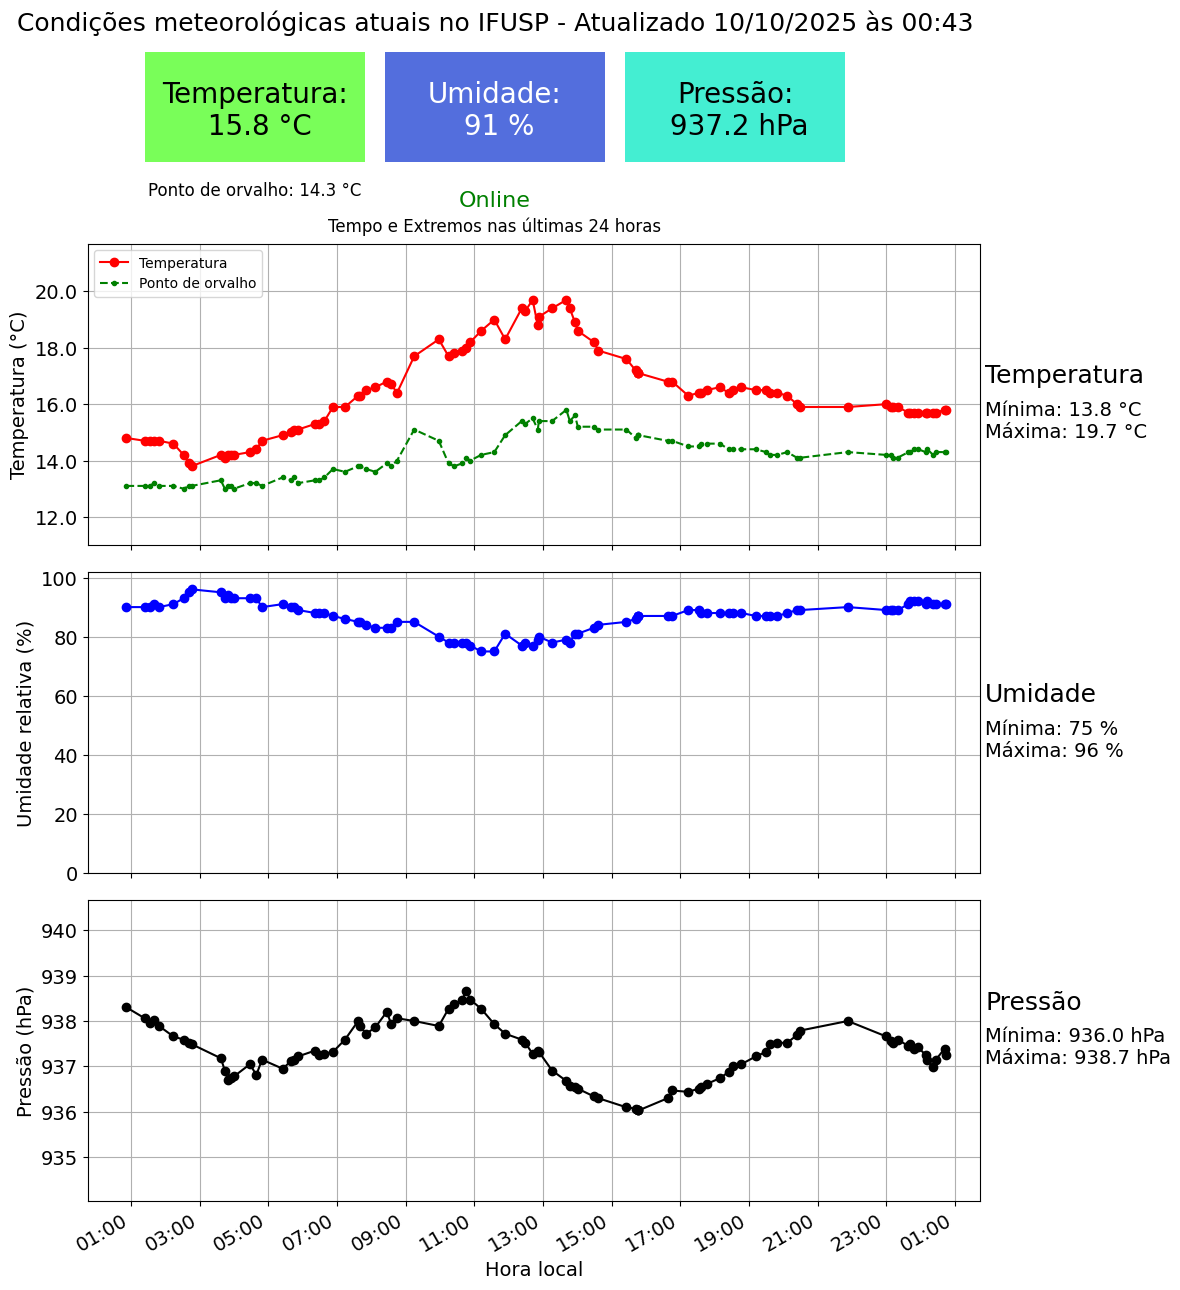 Condições meteorológicas atuais no IFUSP - Atualizado 10/10/2025 às 00:43
Temperatura:
15.8 °C
Umidade:
91 %
Pressão:
937.2 hPa
Ponto de orvalho: 14.3 °C
Online
Tempo e Extremos nas últimas 24 horas
Temperatura
Ponto de orvalho
Temperatura (°C)
20.0
18.0
16.0
14.0
12.0
Temperatura
Mínima: 13.8 °C
Máxima: 19.7 °C
Umidade relativa (%)
100
80
60
40
20
0
Umidade
Mínima: 75 %
Máxima: 96 %
Pressão (hPa)
940
939
938
937
936
935
Pressão
Mínima: 936.0 hPa
Máxima: 938.7 hPa
01:00 03:00 05:00 07:00 09:00 11:00 13:00 15:00 17:00 19:00 21:00 23:00 01:00
Hora local